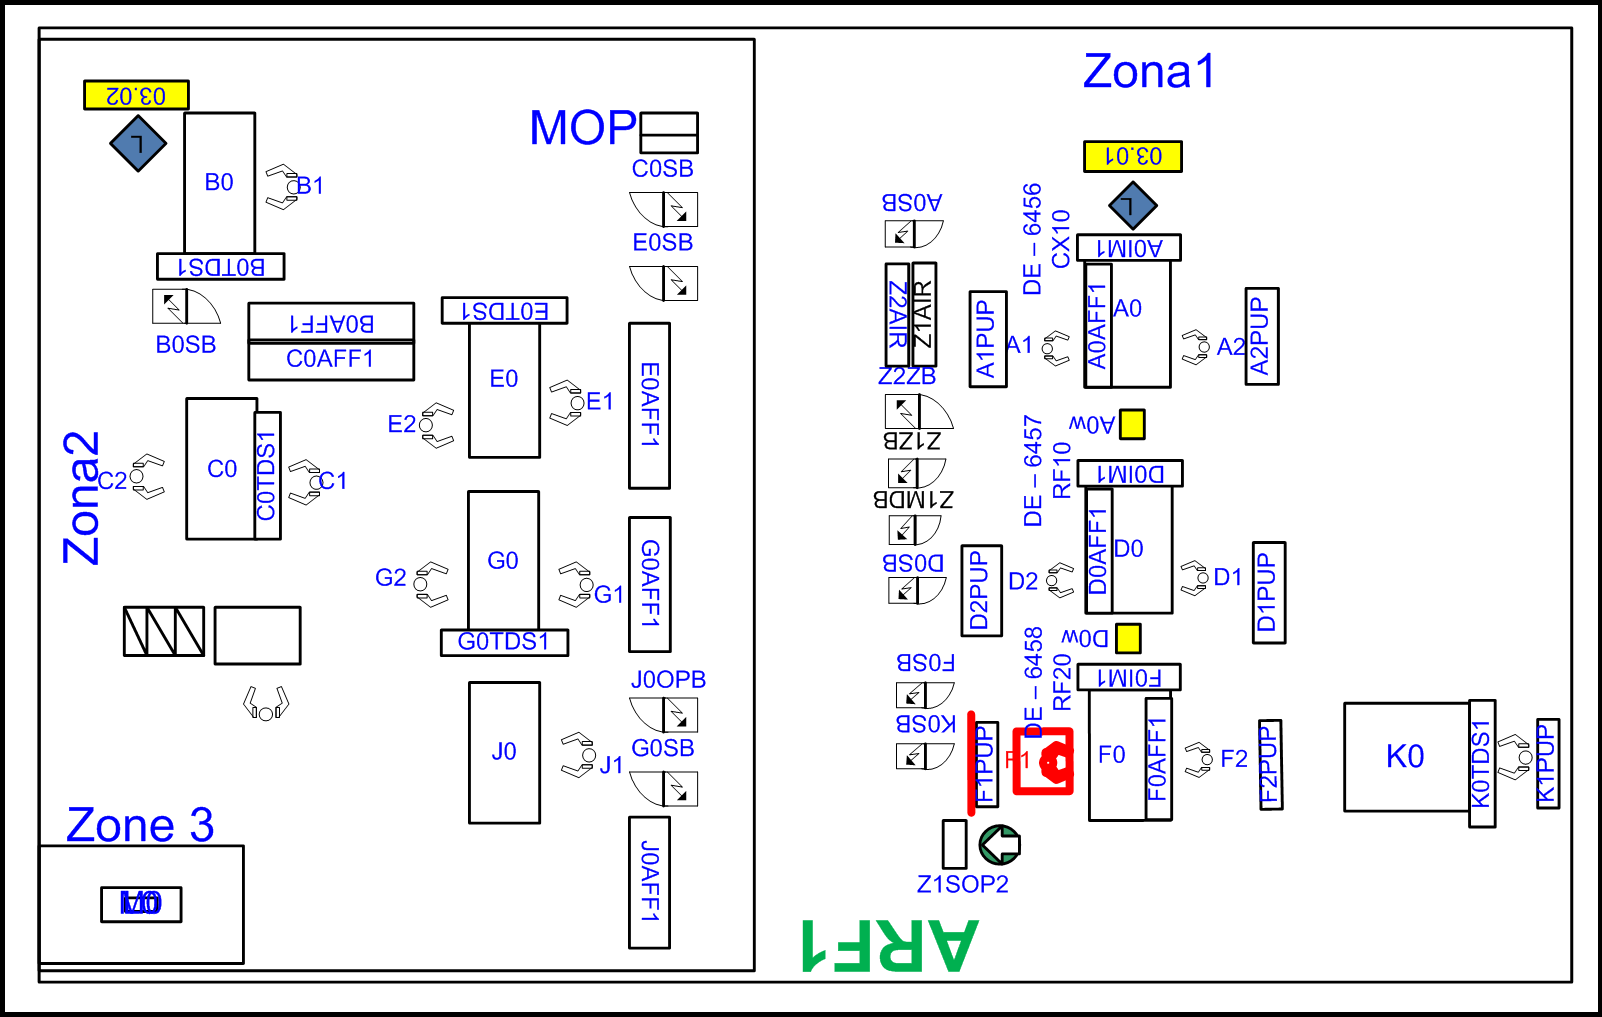 Zona1
03.02
MOP
L
C0SB
03.01
B0
B1
A0SB
DE – 6456
CX10
L
E0SB
A0IM1
B0TDS1
E0TDS1
Z2AIR
Z1AIR
A1PUP
A0AFF1
A0
A2PUP
B0AFF1
B0SB
C0AFF1
A1
A2
E0
E0AFF1
Z2ZB
E2
E1
A0w
Z1ZB
DE – 6457
RF10
Zona2
C2
C0
C0TDS1
C1
D0IM1
Z1MDB
G0
G0AFF1
D0SB
D2PUP
D2
D0AFF1
D0
D1
D1PUP
G2
G1
G0TDS1
D0w
F0SB
DE – 6458
RF20
F0IM1
J0OPB
K0SB
J0
J1
G0SB
F1PUP
F1
F0
F0AFF1
F2
F2PUP
K0
K0TDS1
K1PUP
Zone 3
J0AFF1
Z1SOP2
ARF1